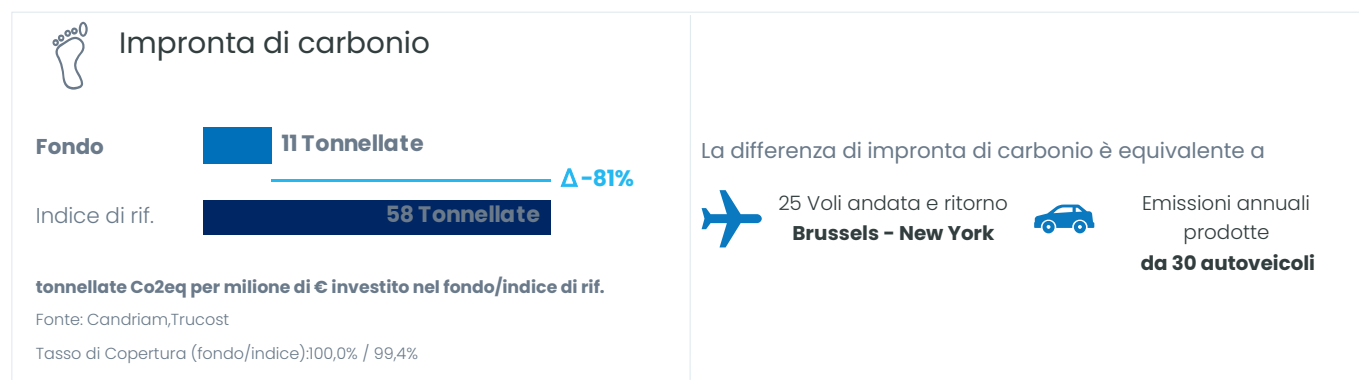 Impronta di carbonio
Fondo
11 Tonnellate
Δ -81%
Indice di rif.
58 Tonnellate
tonnellate Co2eq per milione di € investito nel fondo/indice di rif.
Fonte: Candriam,Trucost
Tasso di Copertura (fondo/indice):100,0% / 99,4%
La differenza di impronta di carbonio è equivalente a
25 Voli andata e ritorno
Brussels - New York
Emissioni annuali
prodotte
da 30 autoveicoli